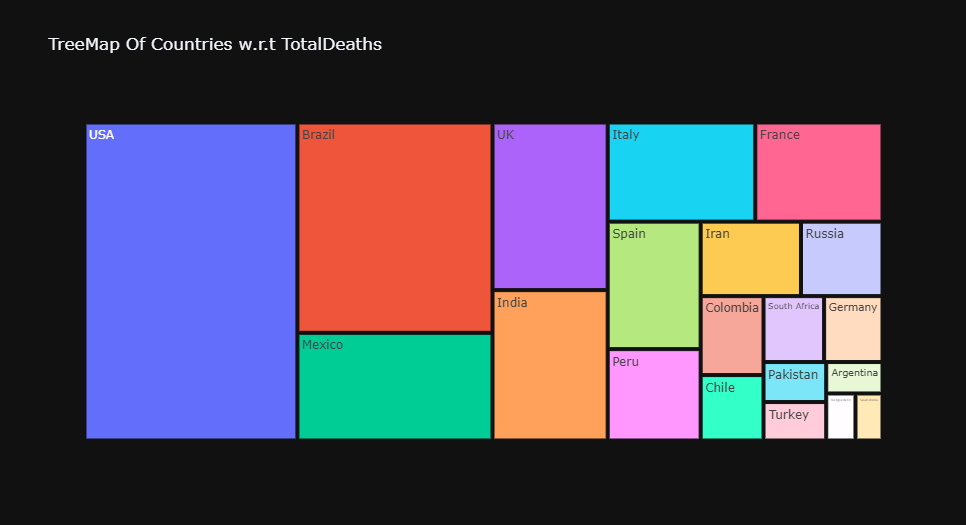 TreeMap Of Countries w.r.t TotalDeaths
USA
Brazil
UK
Italy
France
Spain
Iran
Russia
India
Colombia
South Africa
Germany
Mexico
Peru
Pakistan
Argentina
Chile
Turkey